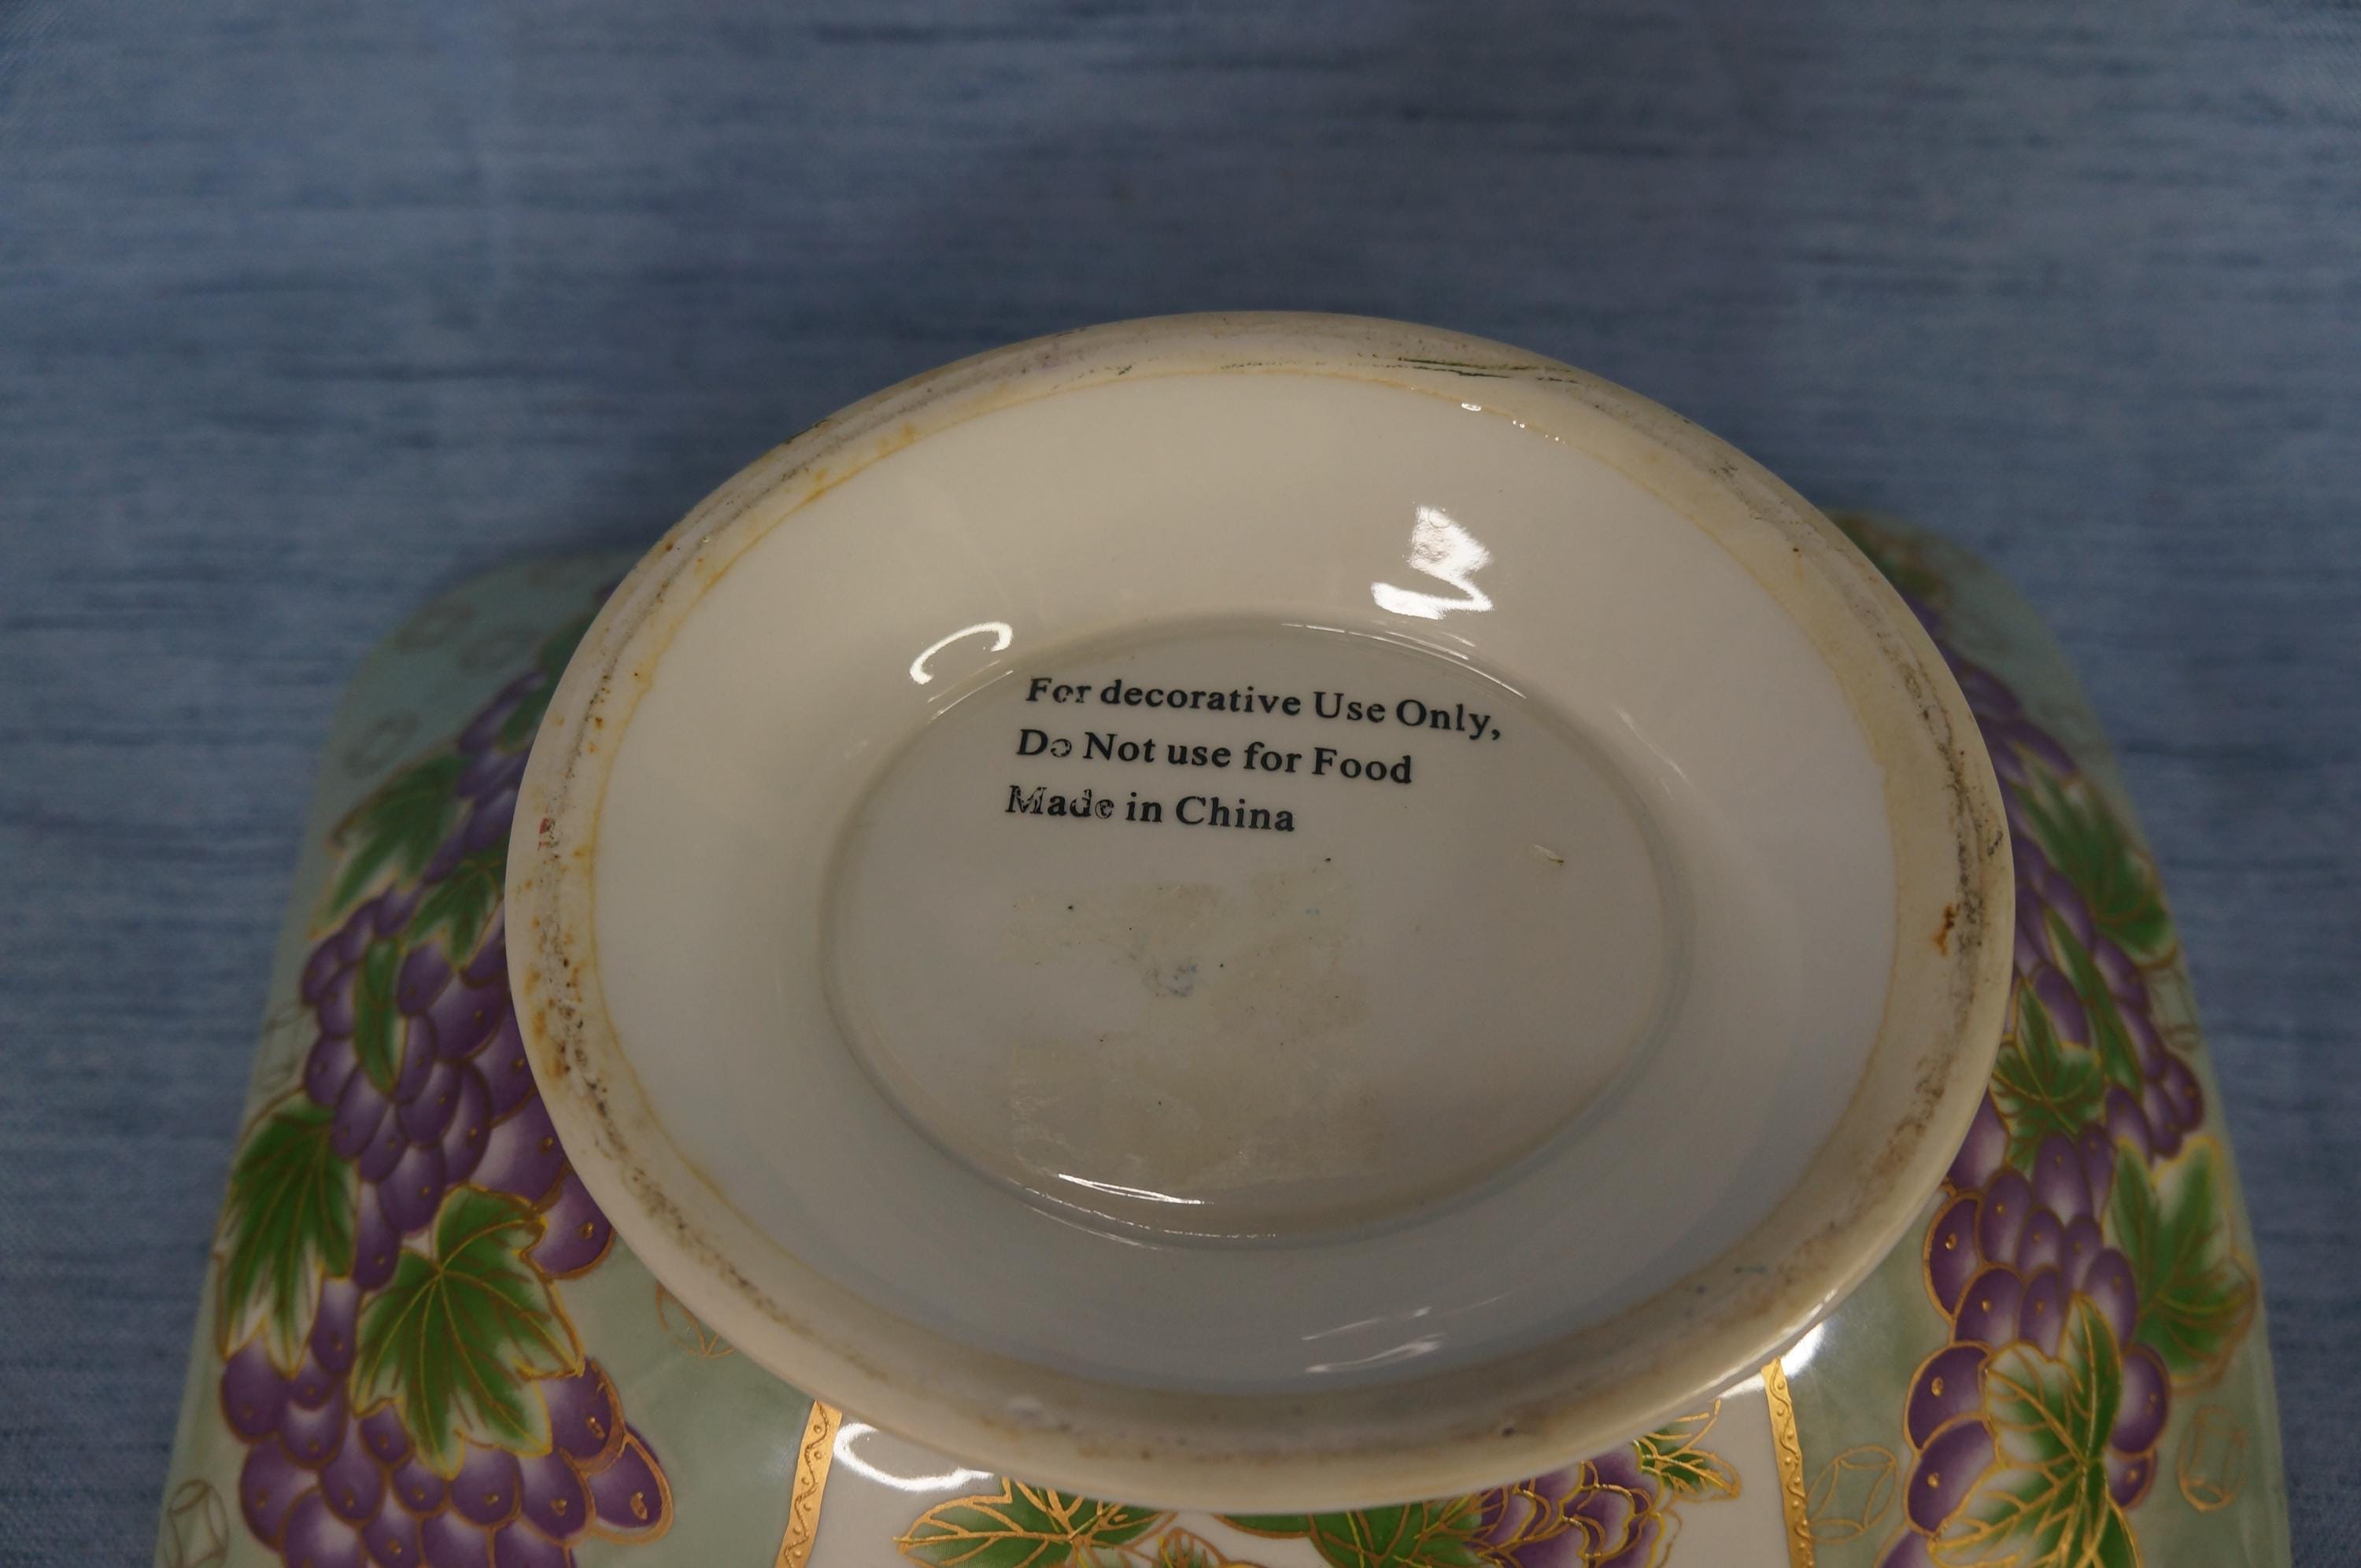 For decorative Use Only,
Do Not use for Food
Made in China